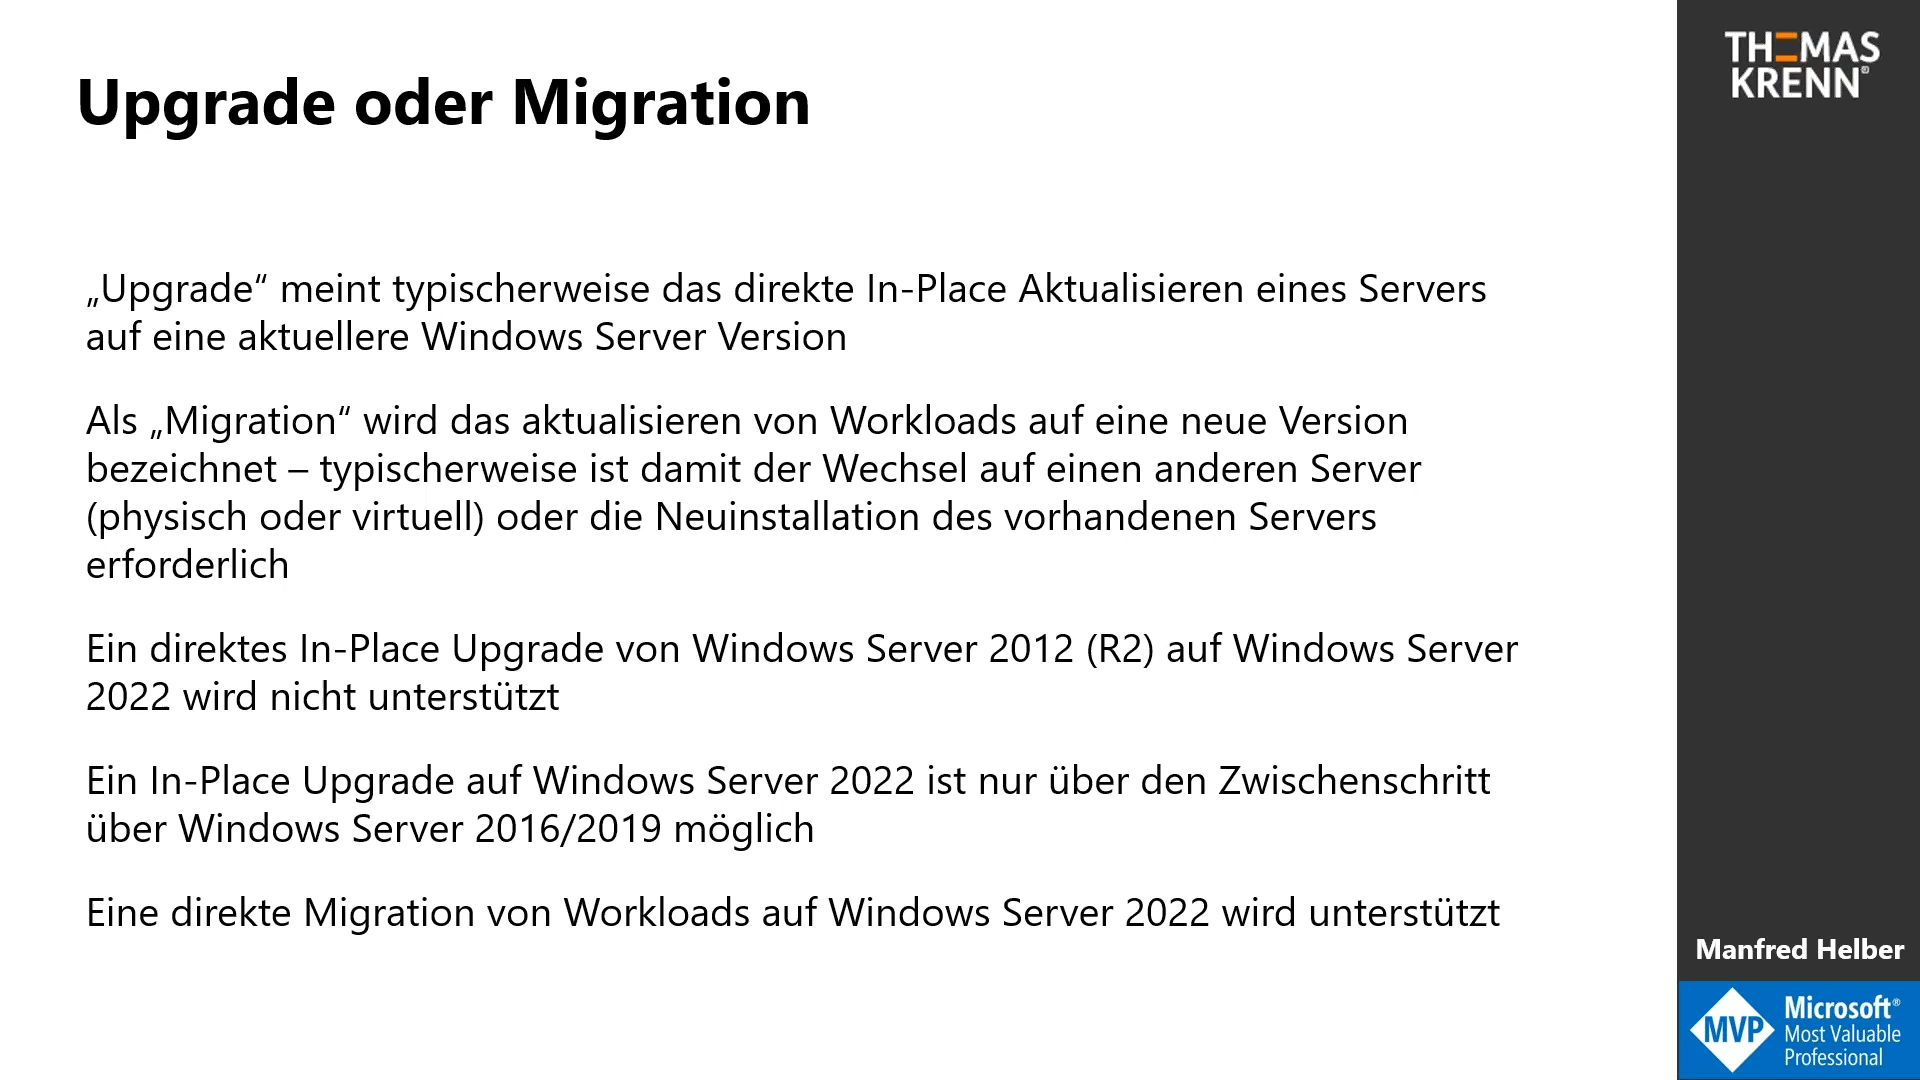 Upgrade oder Migration
THOMAS
KRENN®
„Upgrade“ meint typischerweise das direkte In-Place Aktualisieren eines Servers
auf eine aktuellere Windows Server Version
Als „Migration“ wird das aktualisieren von Workloads auf eine neue Version
bezeichnet – typischerweise ist damit der Wechsel auf einen anderen Server
(physisch oder virtuell) oder die Neuinstallation des vorhandenen Servers
erforderlich
Ein direktes In-Place Upgrade von Windows Server 2012 (R2) auf Windows Server
2022 wird nicht unterstützt
Ein In-Place Upgrade auf Windows Server 2022 ist nur über den Zwischenschritt
über Windows Server 2016/2019 möglich
Eine direkte Migration von Workloads auf Windows Server 2022 wird unterstützt
Manfred Helber
MVP
Microsoft®
Most Valuable
Professional